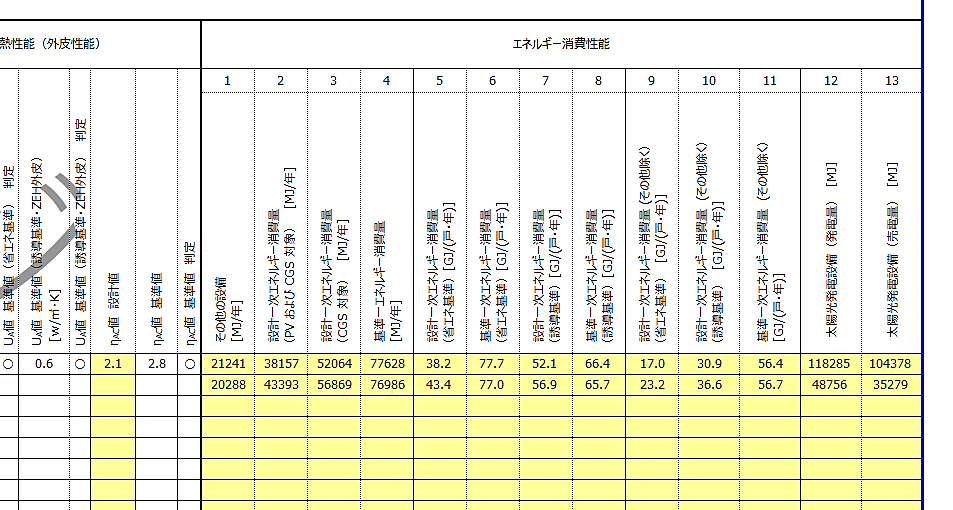 熱性能（外皮性能）
エネルギー消費性能
1 2 3 4 5 6 7 8 9 10 11 12 13
UA値 基準値（省エネ基準） 判定
UA値 基準値（誘導基準・ZEH外皮）
[w/㎡・K]
UA値 基準値（誘導基準・ZEH外皮） 判定
ηAC値 設計値
ηAC値 基準値
ηAC値 基準値 判定
その他の設備
[MJ/年]
設計一次エネルギー消費量
（PV および CGS 対象） [MJ/年]
設計一次エネルギー消費量
（CGS 対象） [MJ/年]
基準一エネルギー消費量
[MJ/年]
設計一次エネルギー消費量
（省エネ基準）[GJ/(戸・年)]
基準一次エネルギー消費量
（省エネ基準）[GJ/(戸・年)]
設計一次エネルギー消費量
（誘導基準）[GJ/(戸・年)]
基準一次エネルギー消費量
（誘導基準）[GJ/(戸・年)]
設計一次エネルギー消費量（その他除く）
（省エネ基準） [GJ/(戸・年)]
設計一次エネルギー消費量（その他除く）
（誘導基準） [GJ/(戸・年)]
基準一次エネルギー消費量（その他除く）
[GJ/(戸・年)]
太陽光発電設備（発電量） [MJ]
太陽光発電設備（売電量） [MJ]
○ 0.6 ○ 2.1 2.8 ○ 21241 38157 52064 77628 38.2 77.7 52.1 66.4 17.0 30.9 56.4 118285 104378
20288 43393 56869 76986 43.4 77.0 56.9 65.7 23.2 36.6 56.7 48756 35279